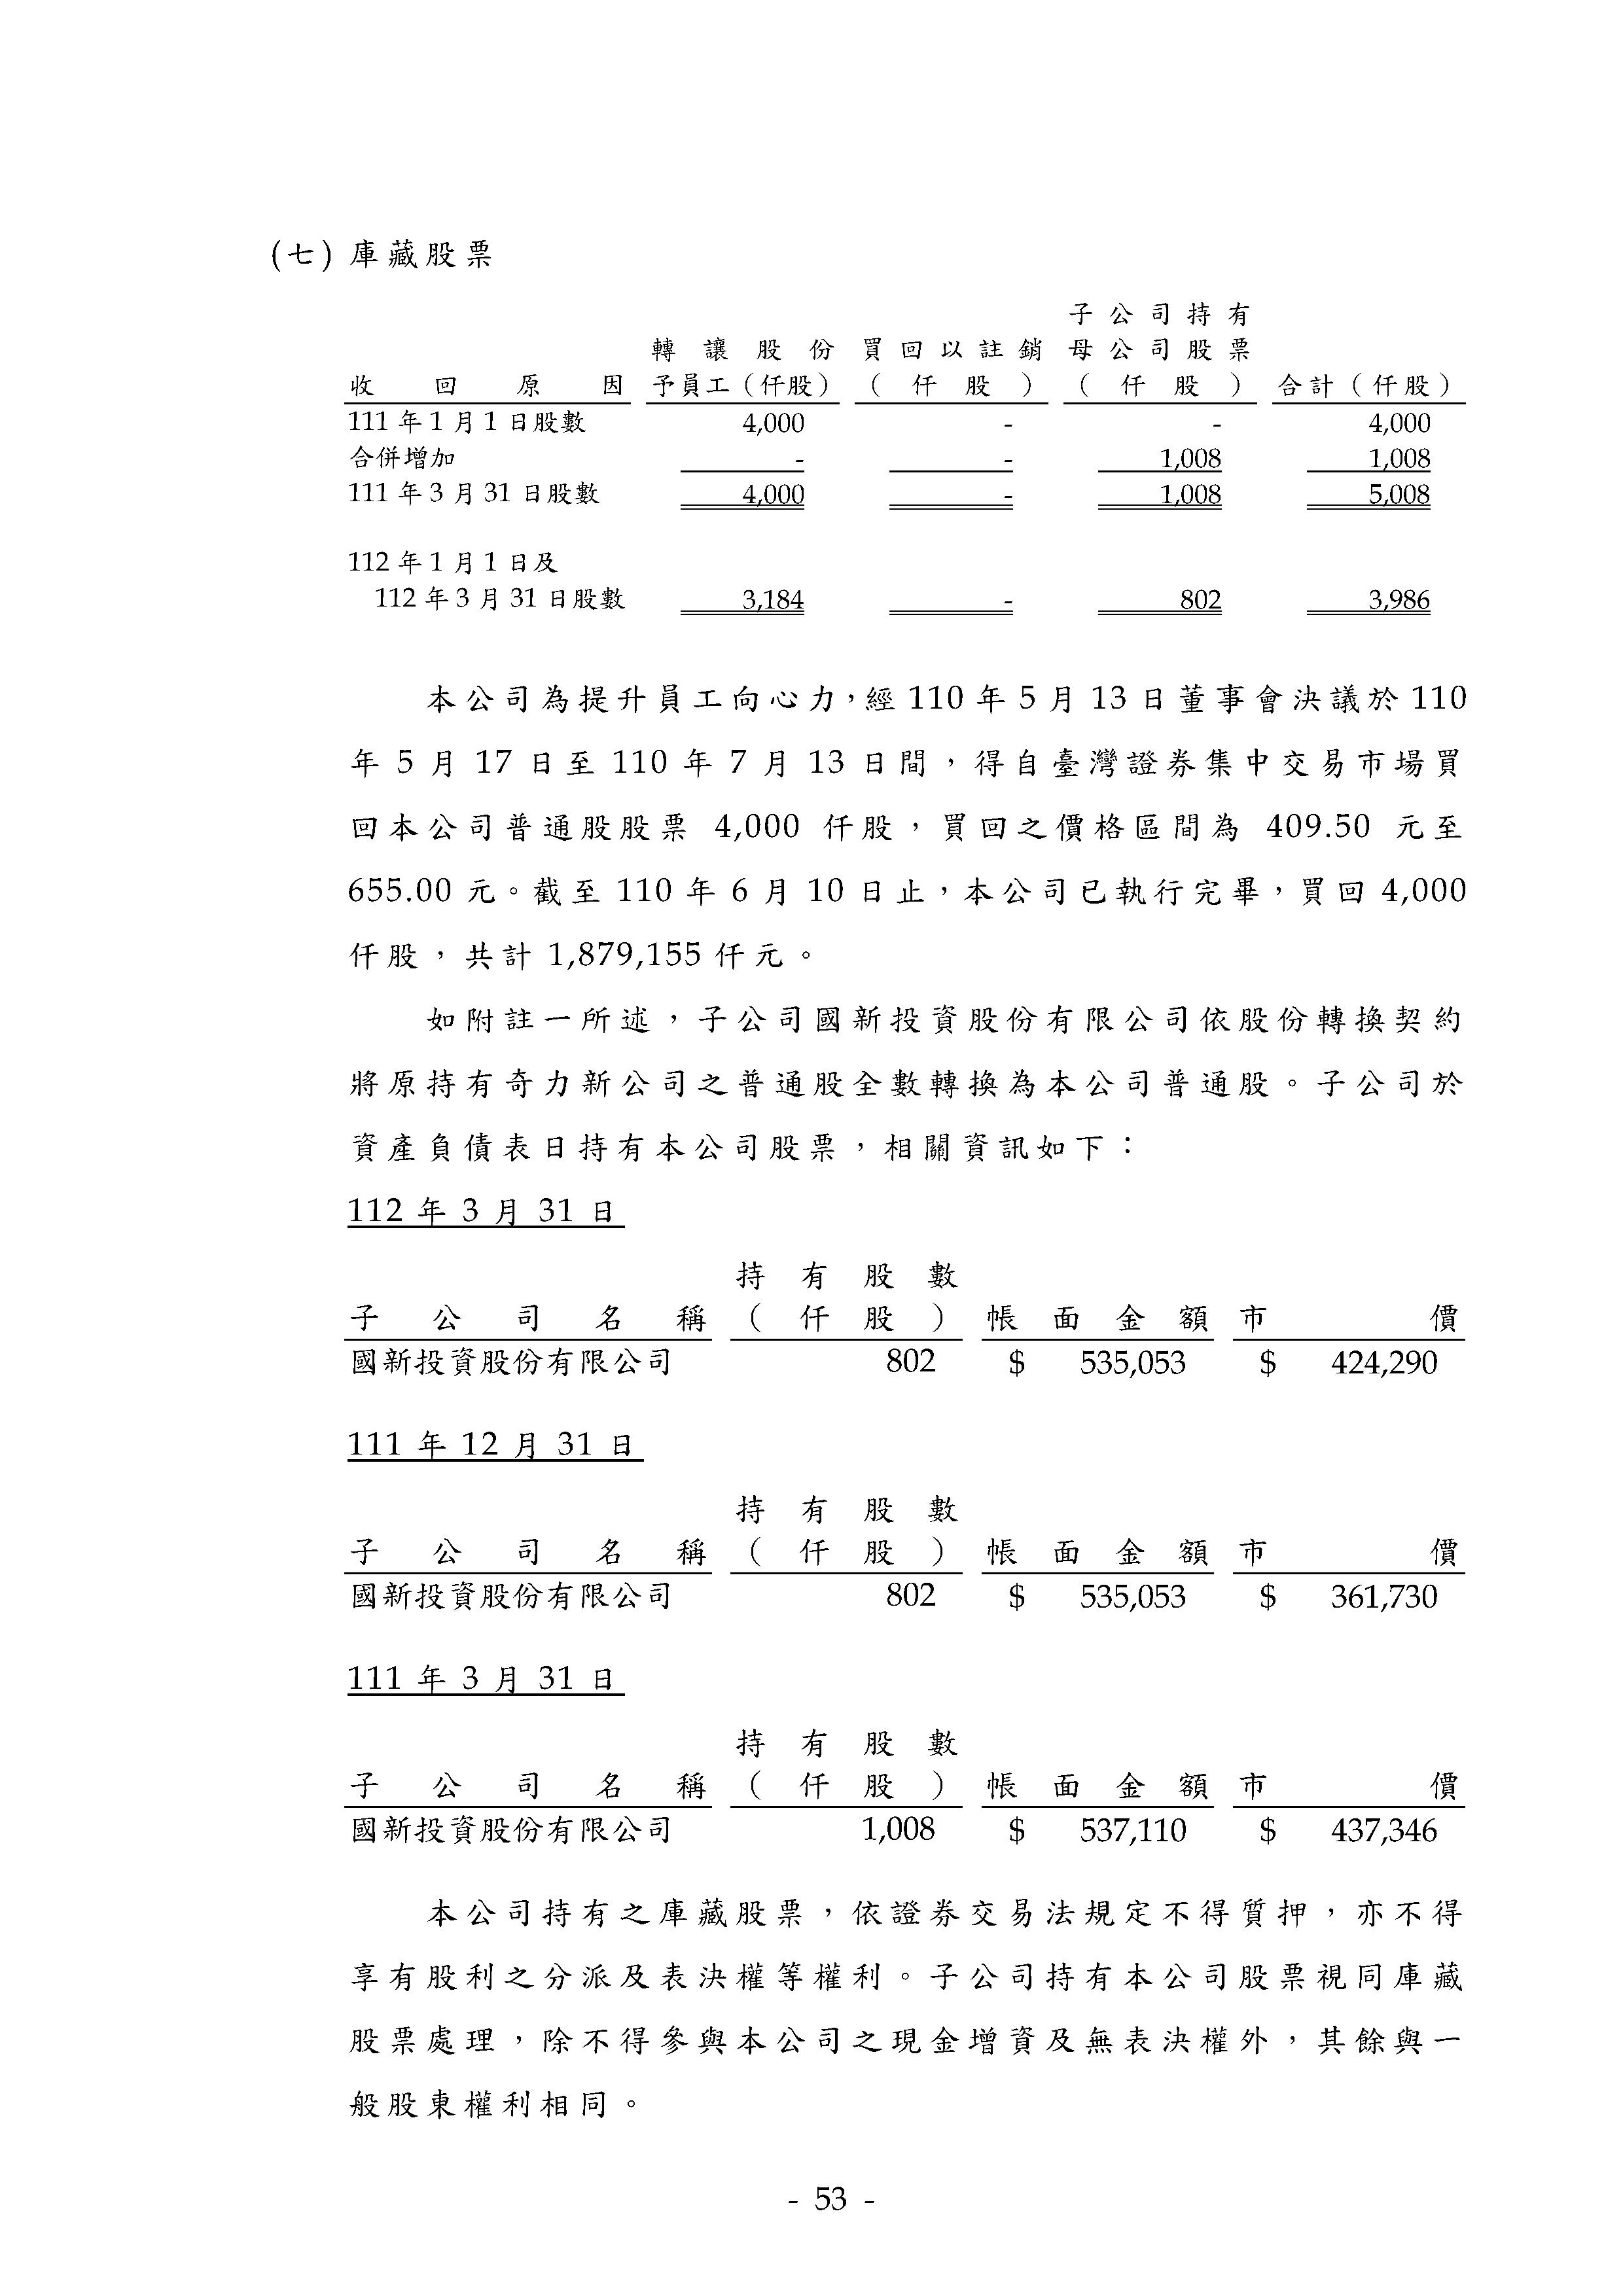 (七) 庫藏股票
子公司持有
轉讓股份 買回以註銷 母公司股票
收回原因 予員工(仟股) (仟股) (仟股) 合計(仟股)
111年1月1日股數 4,000 - - 4,000
合併增加 - - 1,008 1,008
111年3月31日股數 4,000 - 1,008 5,008
112年1月1日及
112年3月31日股數 3,184 - 802 3,986
本公司為提升員工向心力,經 110 年 5 月 13 日董事會決議於 110
年 5 月 17 日至 110 年 7 月 13 日間,得自臺灣證券集中交易市場買
回本公司普通股股票 4,000 仟股,買回之價格區間為 409.50 元至
655.00 元。截至 110 年 6 月 10 日止,本公司已執行完畢,買回 4,000
仟股,共計 1,879,155 仟元。
如附註一所述,子公司國新投資股份有限公司依股份轉換契約
將原持有奇力新公司之普通股全數轉換為本公司普通股。子公司於
資產負債表日持有本公司股票,相關資訊如下:
112 年 3 月 31 日
持有股數
子公司名稱 (仟股) 帳面金額 市價
國新投資股份有限公司 802 $ 535,053 $ 424,290
111 年 12 月 31 日
持有股數
子公司名稱 (仟股) 帳面金額 市價
國新投資股份有限公司 802 $ 535,053 $ 361,730
111 年 3 月 31 日
持有股數
子公司名稱 (仟股) 帳面金額 市價
國新投資股份有限公司 1,008 $ 537,110 $ 437,346
本公司持有之庫藏股票,依證券交易法規定不得質押,亦不得
享有股利之分派及表決權等權利。子公司持有本公司股票視同庫藏
股票處理,除不得參與本公司之現金增資及無表決權外,其餘與一
般股東權利相同。
- 53 -